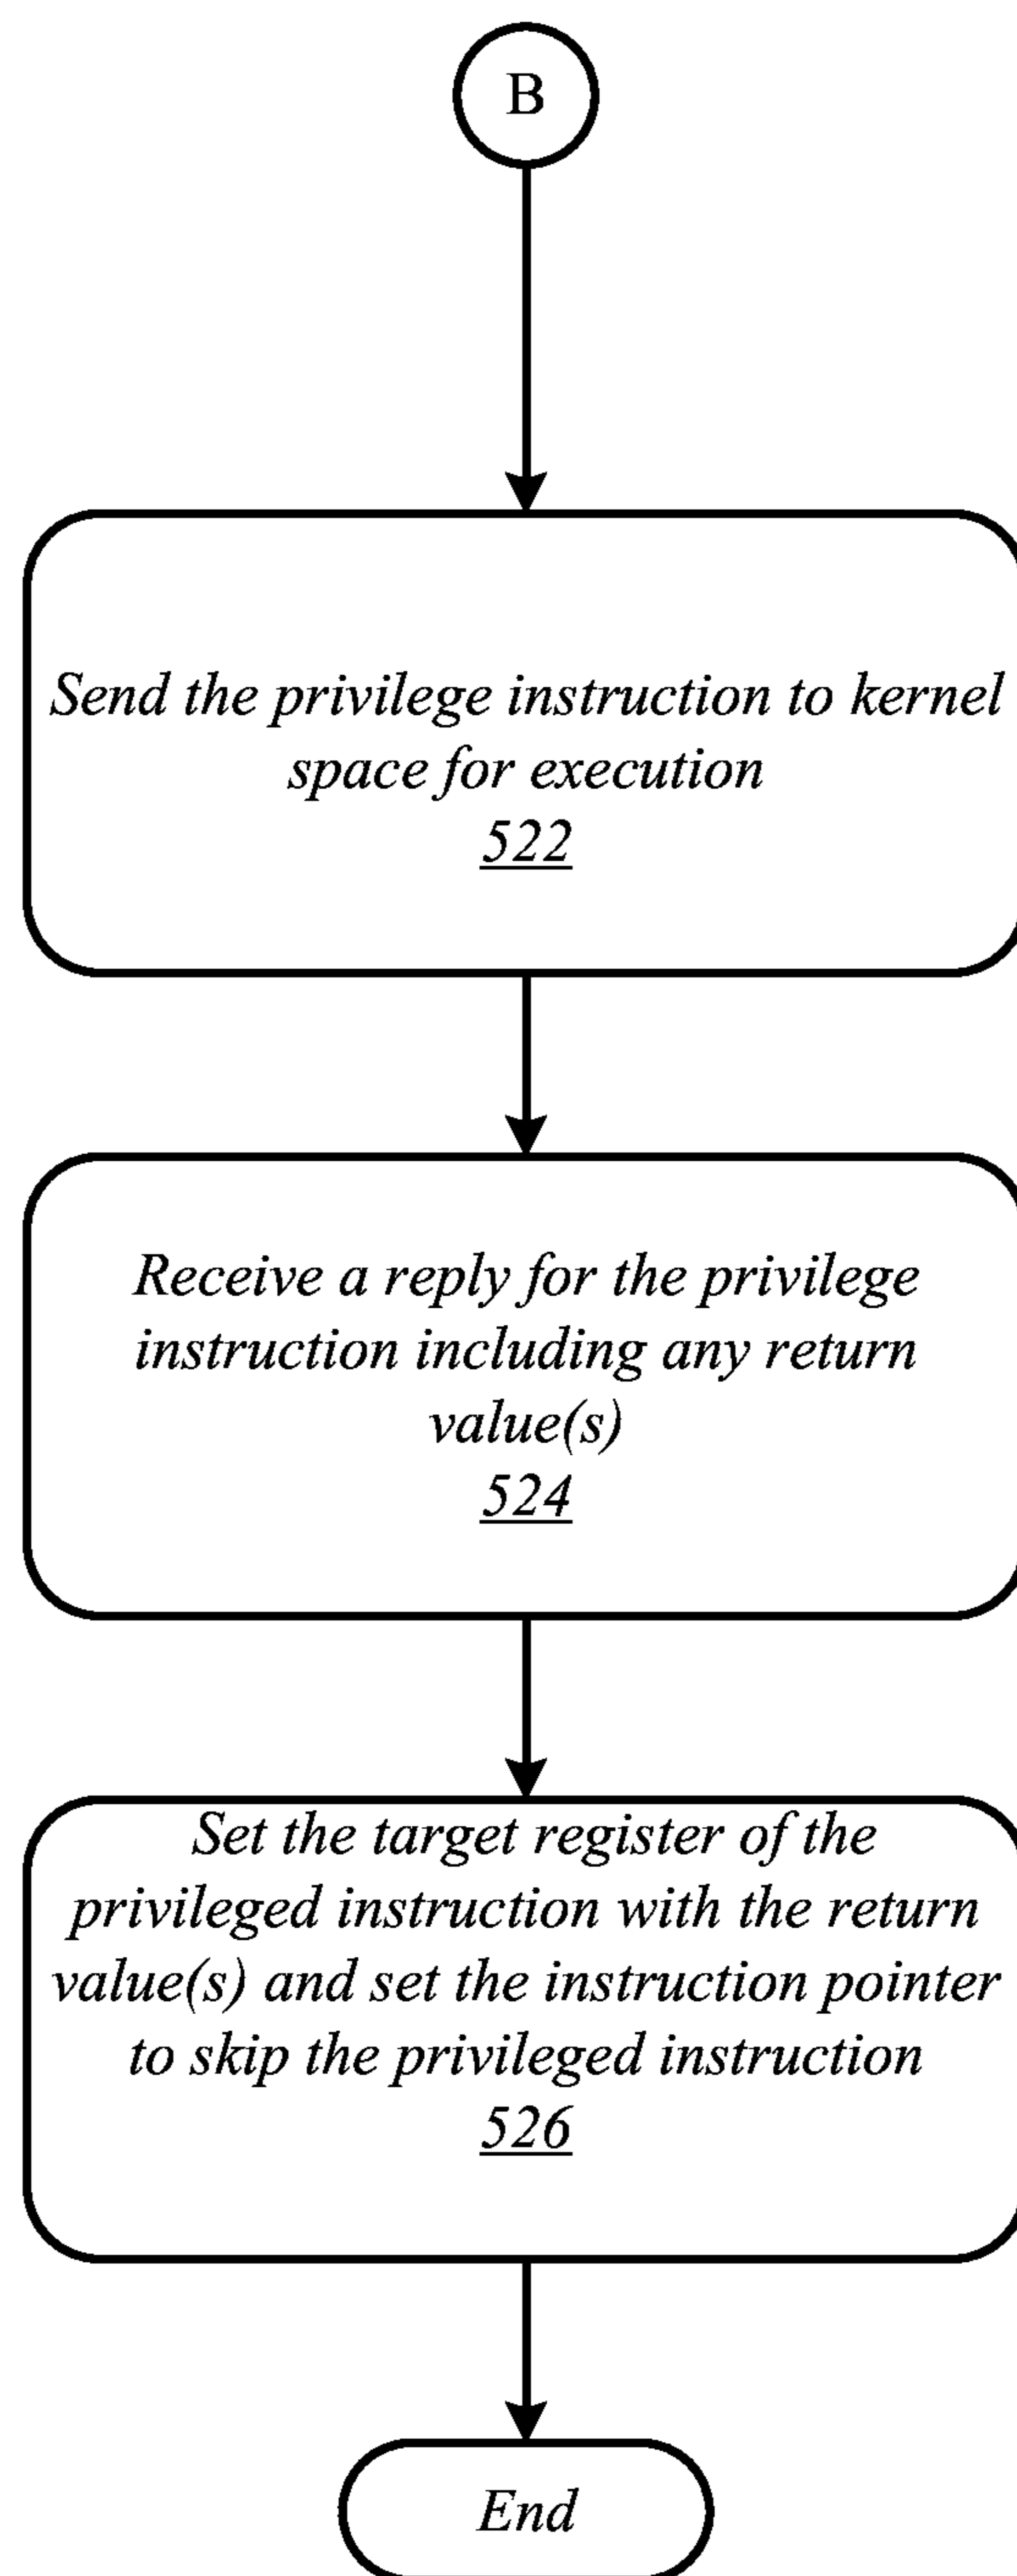 B
Send the privilege instruction to kernel
space for execution
522
Receive a reply for the privilege
instruction including any return
value(s)
524
Set the target register of the
privileged instruction with the return
value(s) and set the instruction pointer
to skip the privileged instruction
526
End